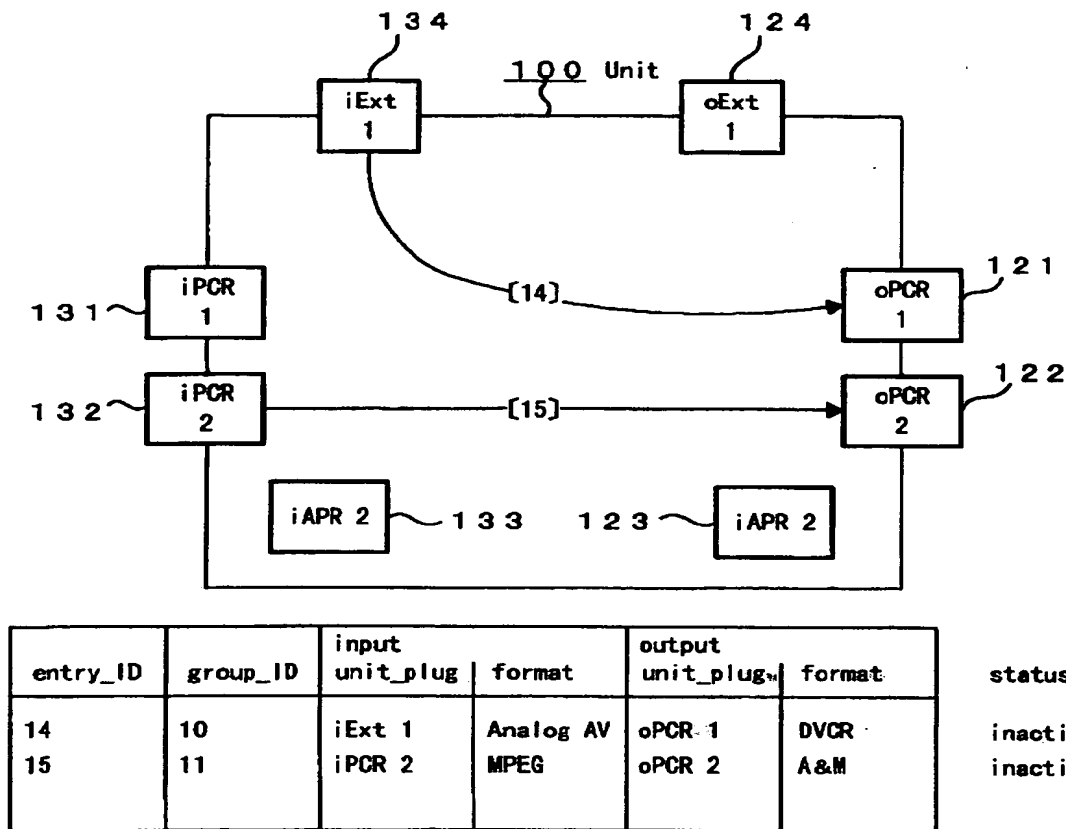 134
124
100 Unit
iExt
1
oExt
1
[14]
131
iPCR
1
oPCR
1
121
132
iPCR
2
[15]
oPCR
2
122
iAPR 2
133
123
iAPR 2
input output
entry_ID group_ID unit_plug format unit_plug format status
14 10 iExt 1 Analog AV oPCR 1 DVCR inacti
15 11 iPCR 2 MPEG oPCR 2 A&M inacti